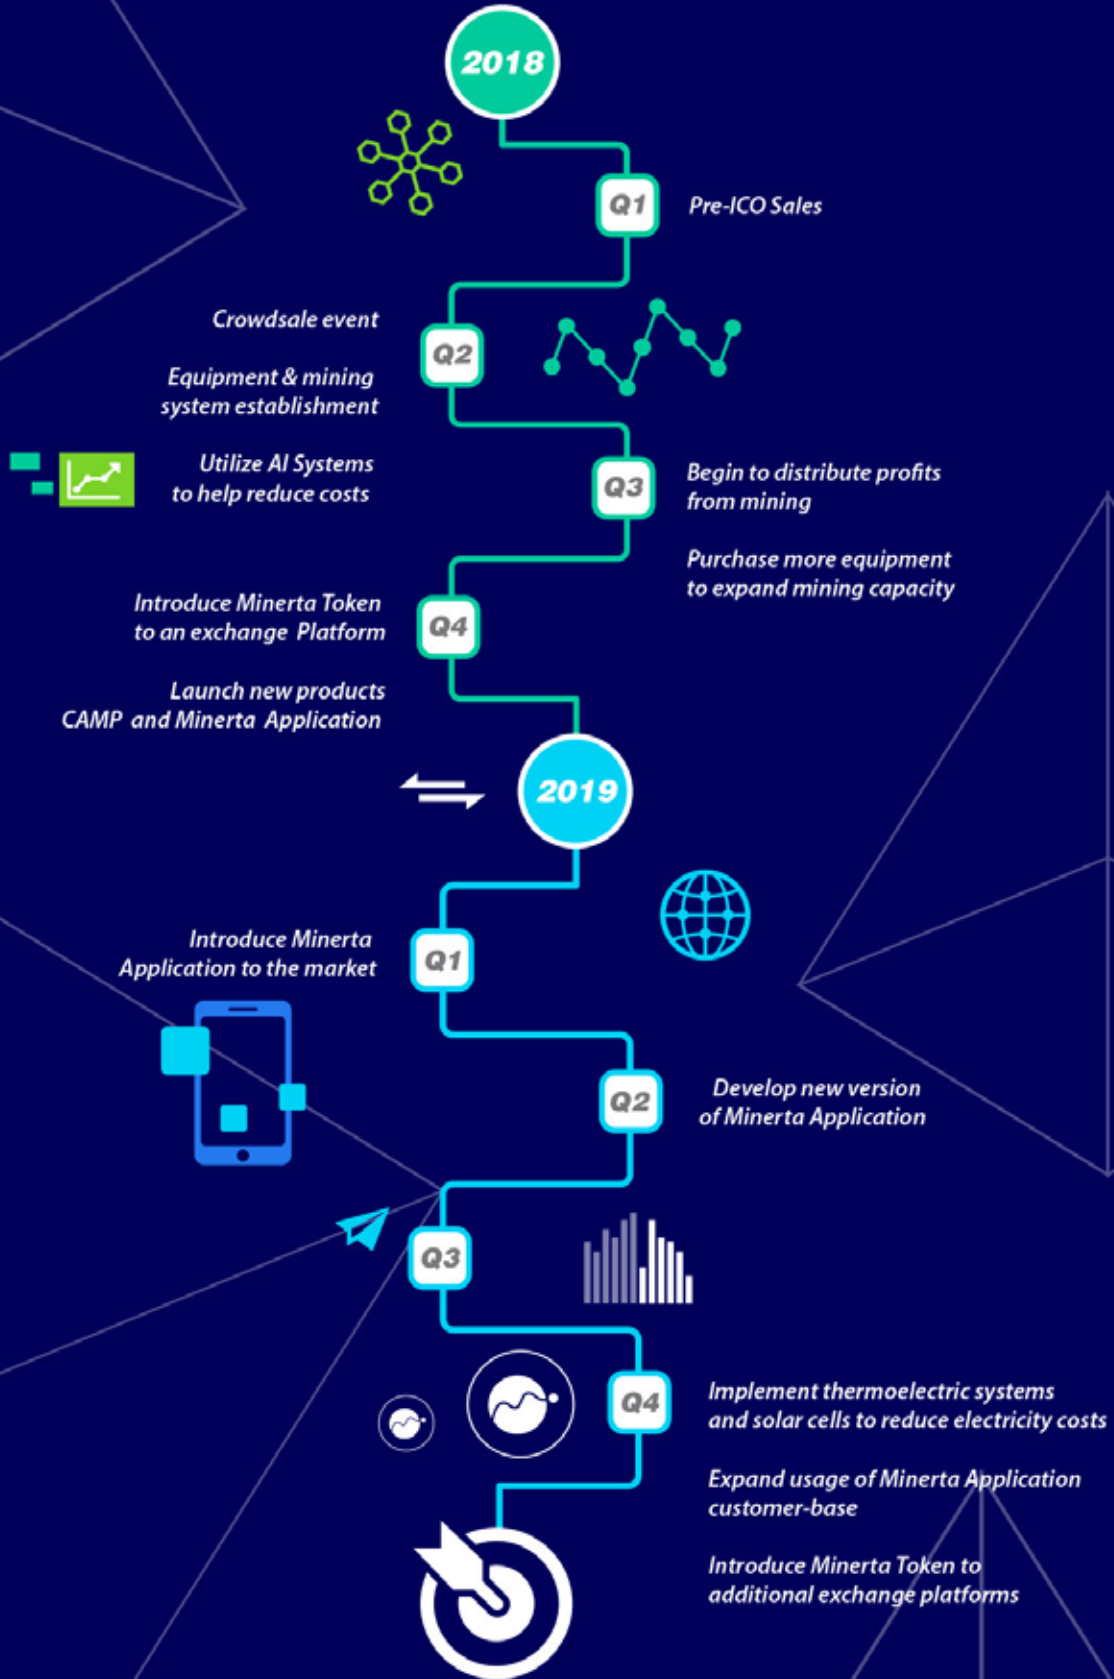 2018
Q1
Pre-ICO Sales
Crowdsale event
Q2
Equipment & mining
system establishment
Utilize AI Systems
to help reduce costs
Q3
Begin to distribute profits
from mining
Purchase more equipment
to expand mining capacity
Introduce Minerta Token
to an exchange Platform
Q4
Launch new products
CAMP and Minerta Application
2019
Introduce Minerta
Application to the market
Q1
Q2
Develop new version
of Minerta Application
Q3
Q4
Implement thermoelectric systems
and solar cells to reduce electricity costs
Expand usage of Minerta Application
customer-base
Introduce Minerta Token to
additional exchange platforms